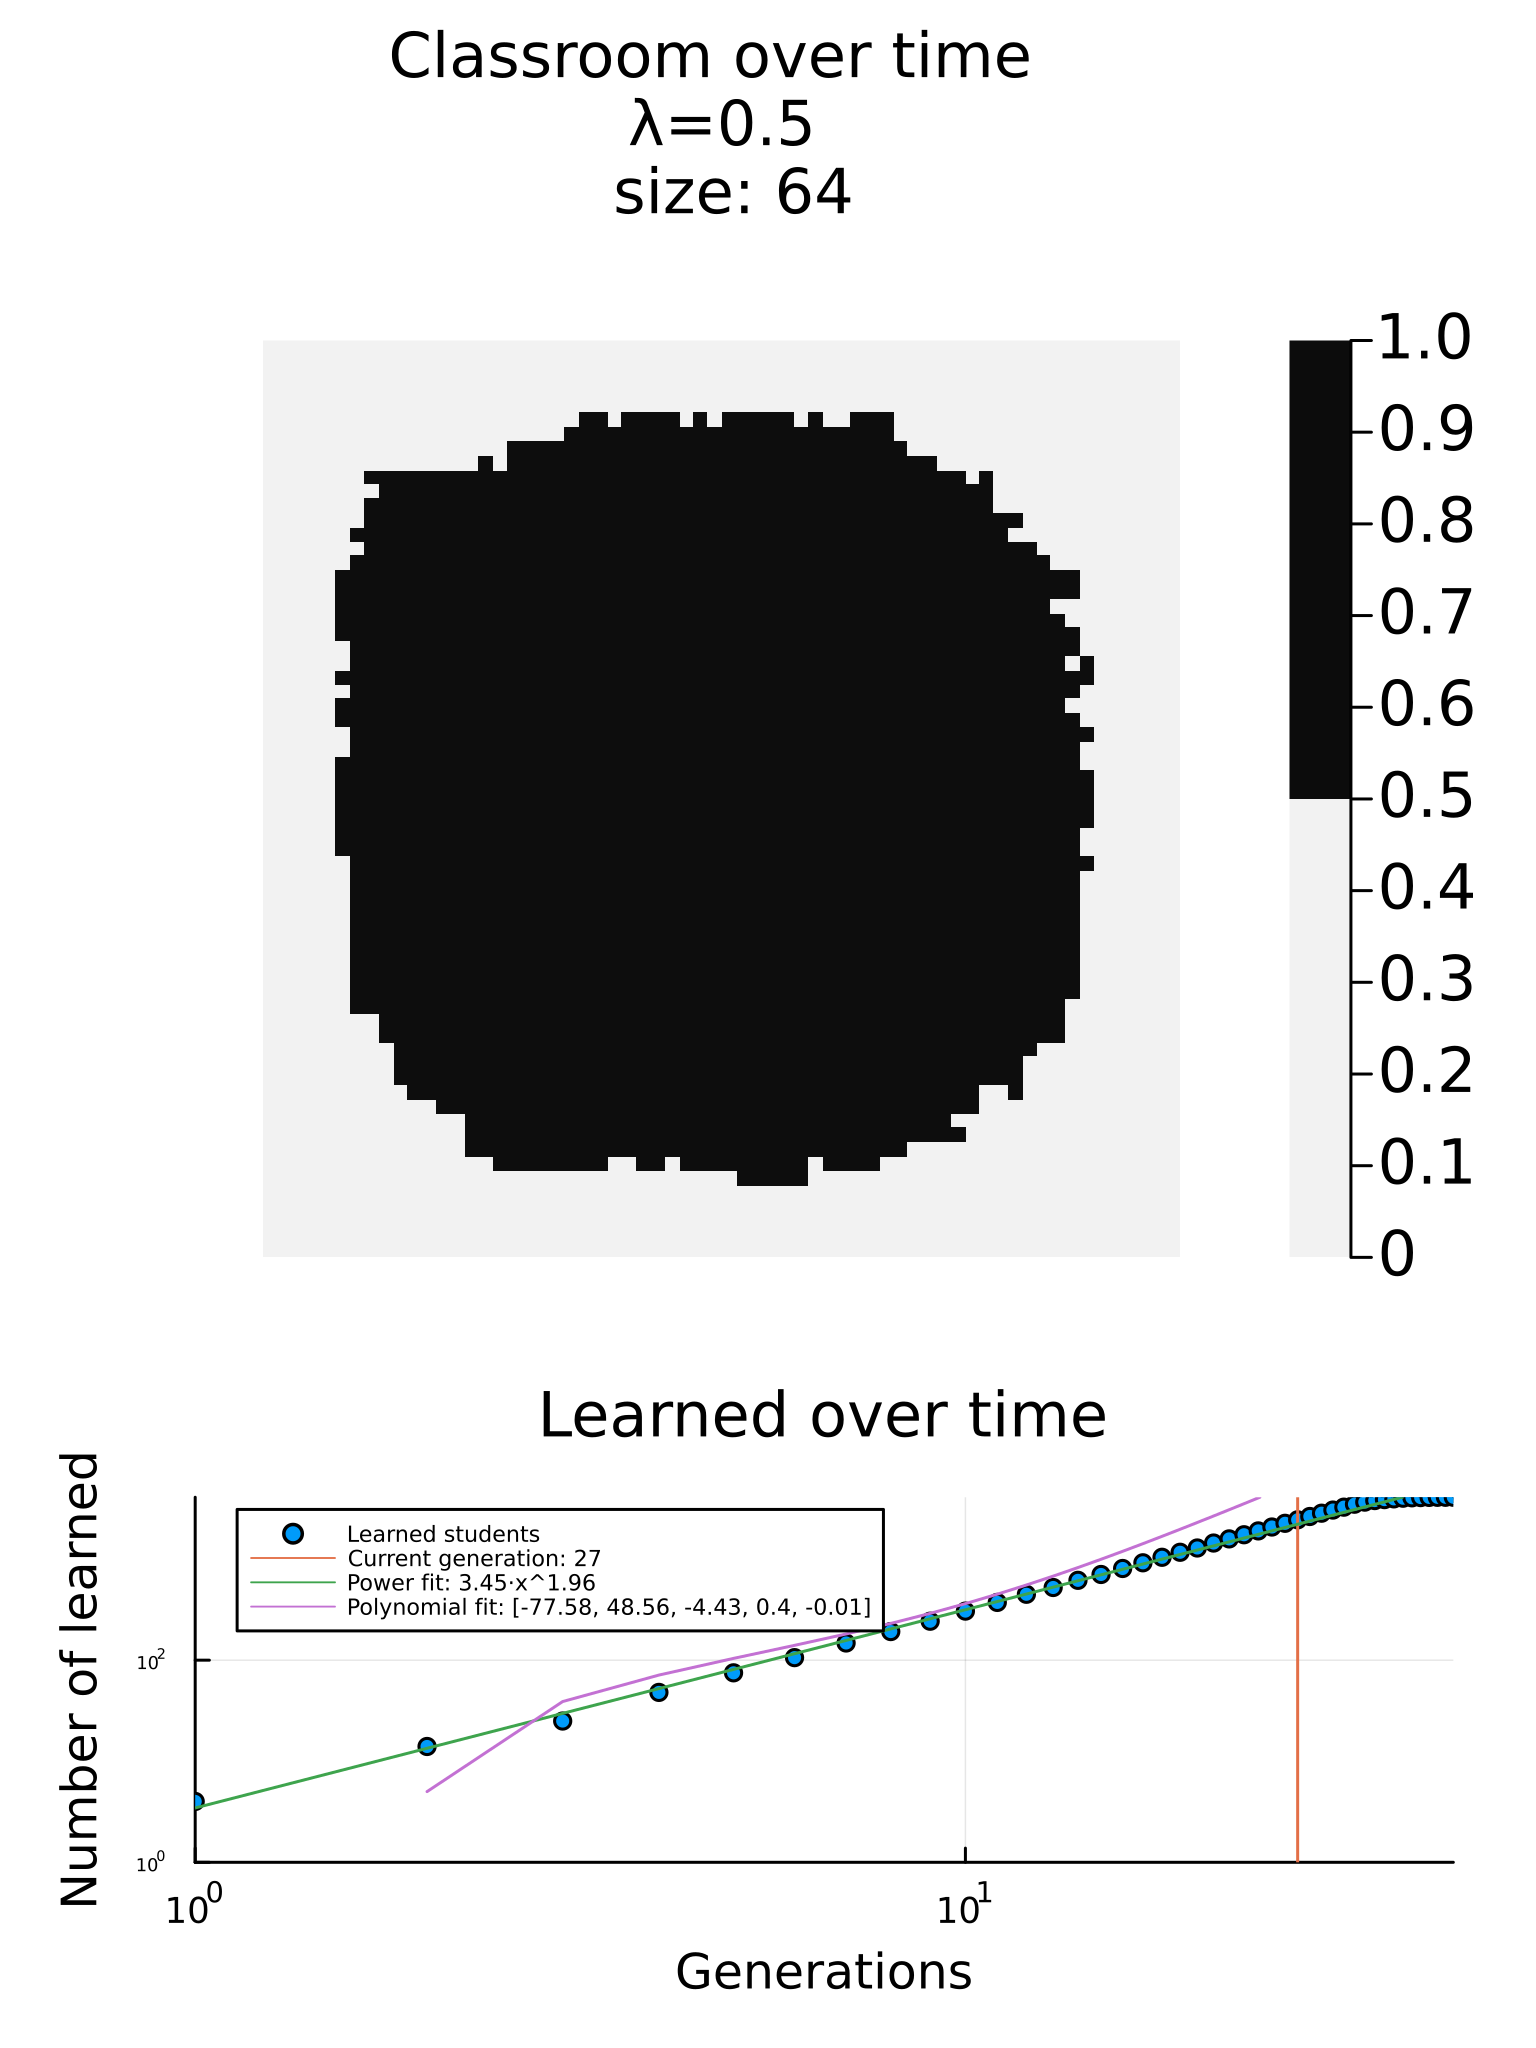 Classroom over time
λ=0.5
size: 64
1.0
0.9
0.8
0.7
0.6
0.5
0.4
0.3
0.2
0.1
0
Learned over time
Number of learned
Learned students
Current generation: 27
Power fit: 3.45·x^1.96
Polynomial fit: [-77.58, 48.56, -4.43, 0.4, -0.01]
10²
10⁰
10⁰
10¹
Generations